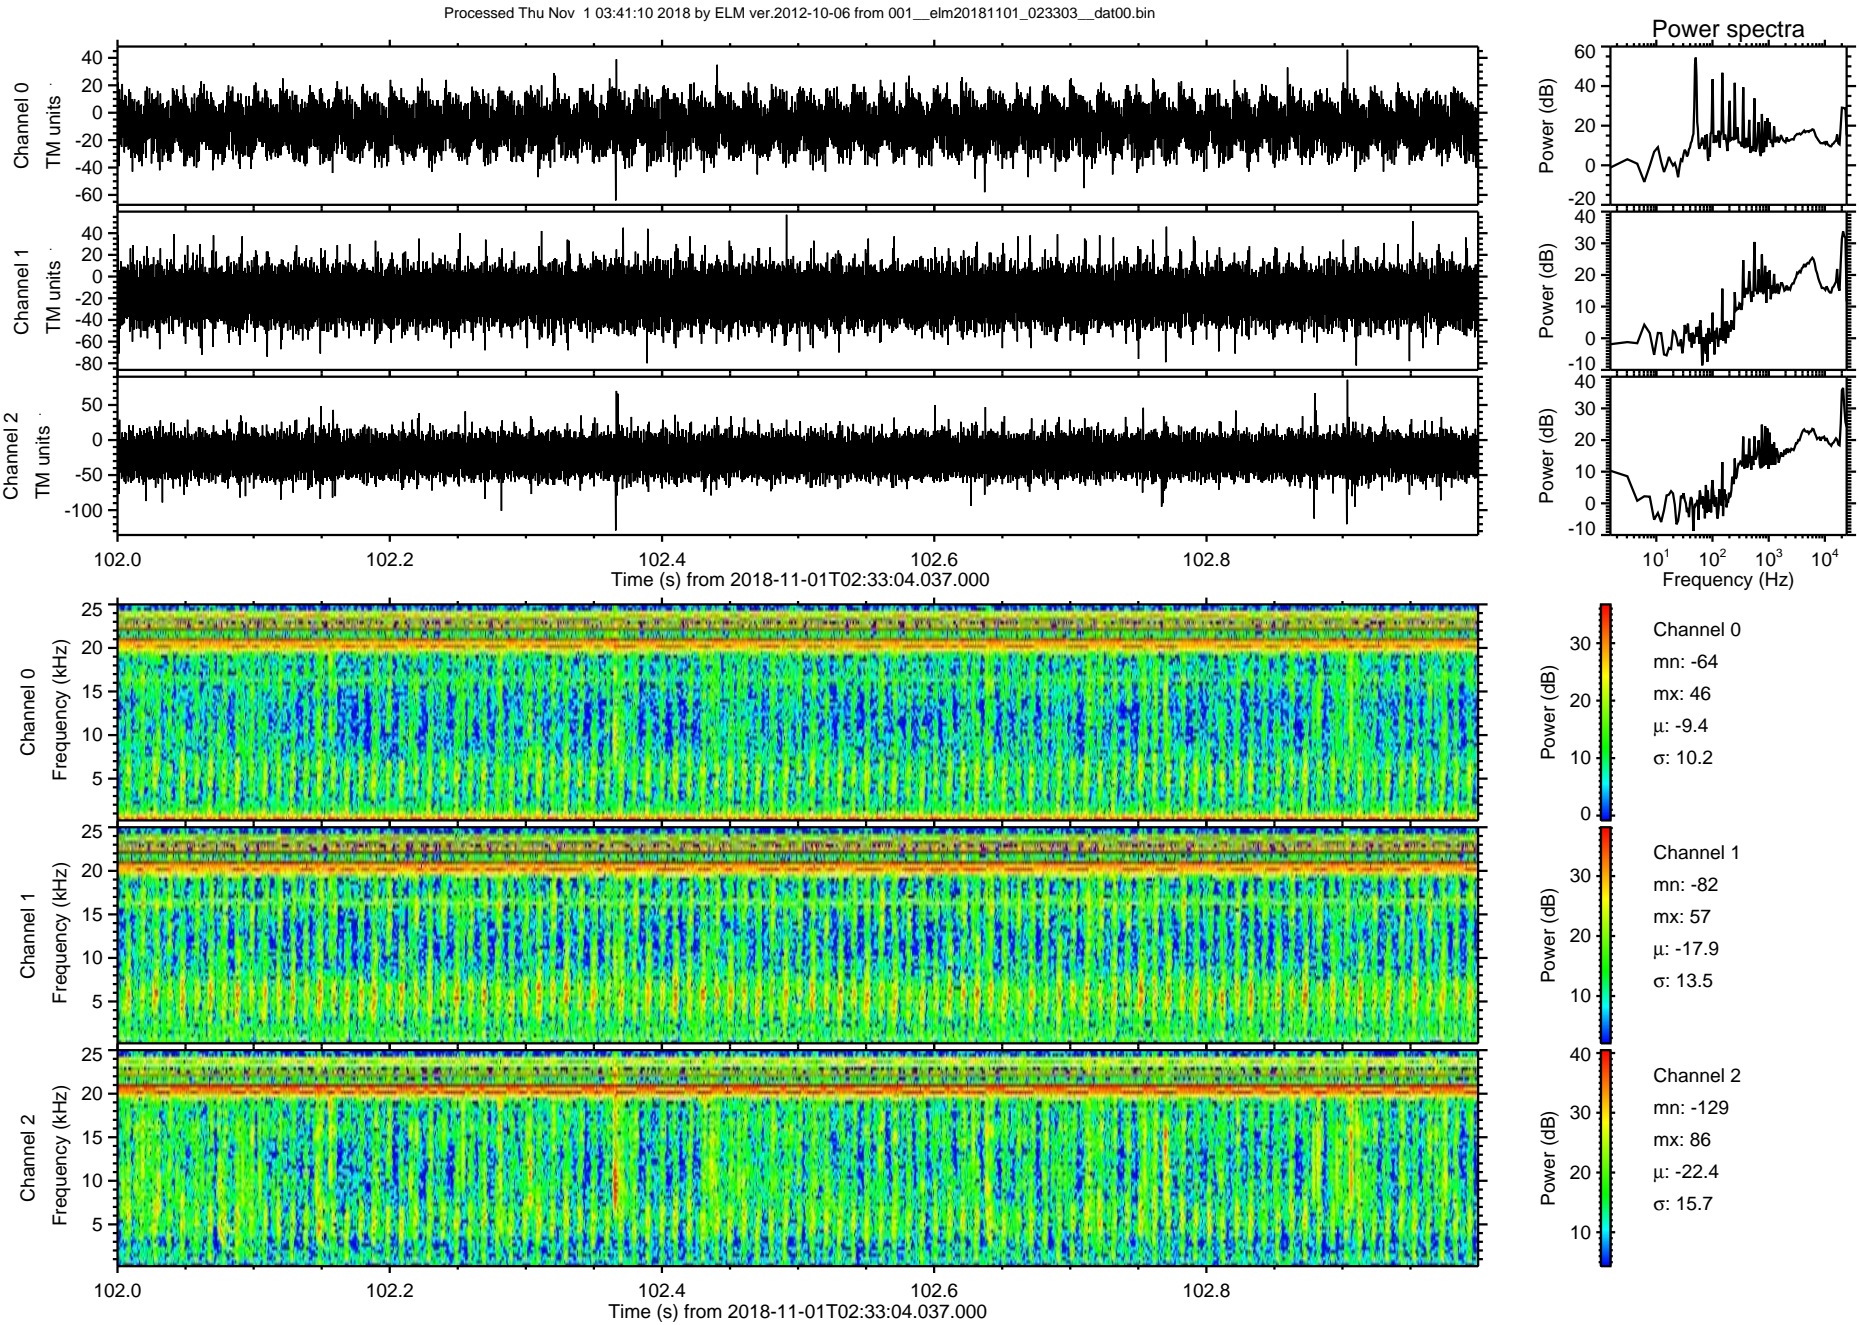 Processed Thu Nov  1 03:41:10 2018 by ELM ver.2012-10-06 from 001__elm20181101_023303__dat00.bin
Power spectra
Channel 0
TM units
40
20
0
-20
-40
-60
Power (dB)
60
40
20
0
-20
Channel 1
TM units
40
20
0
-20
-40
-60
-80
Power (dB)
40
30
20
10
0
-10
Channel 2
TM units
50
0
-50
-100
Power (dB)
40
30
20
10
0
-10
102.0 102.2 102.4 102.6 102.8
Time (s) from 2018-11-01T02:33:04.037.000
10¹ 10² 10³ 10⁴
Frequency (Hz)
Channel 0
Frequency (kHz)
25
20
15
10
5
Power (dB)
30
20
10
0
Channel 0
mn: -64
mx: 46
μ: -9.4
σ: 10.2
Channel 1
Frequency (kHz)
25
20
15
10
5
Power (dB)
30
20
10
Channel 1
mn: -82
mx: 57
μ: -17.9
σ: 13.5
Channel 2
Frequency (kHz)
25
20
15
10
5
Power (dB)
40
30
20
10
Channel 2
mn: -129
mx: 86
μ: -22.4
σ: 15.7
102.0 102.2 102.4 102.6 102.8
Time (s) from 2018-11-01T02:33:04.037.000